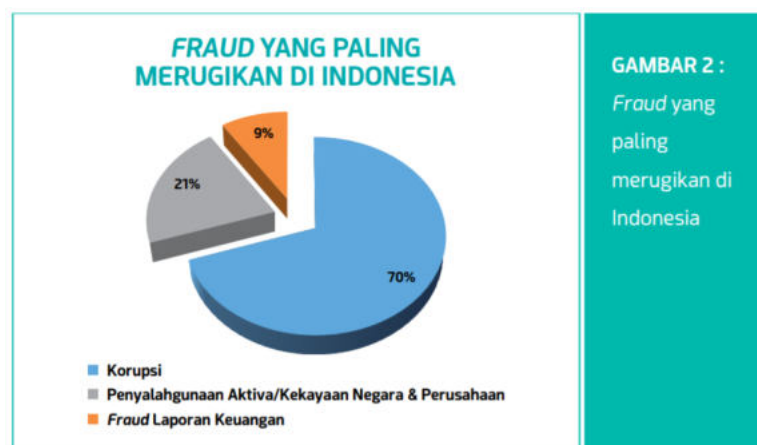 FRAUD YANG PALING
MERUGIKAN DI INDONESIA
9%
21%
70%
Korupsi
Penyalahgunaan Aktiva/Kekayaan Negara & Perusahaan
Fraud Laporan Keuangan
GAMBAR 2 :
Fraud yang
paling
merugikan di
Indonesia